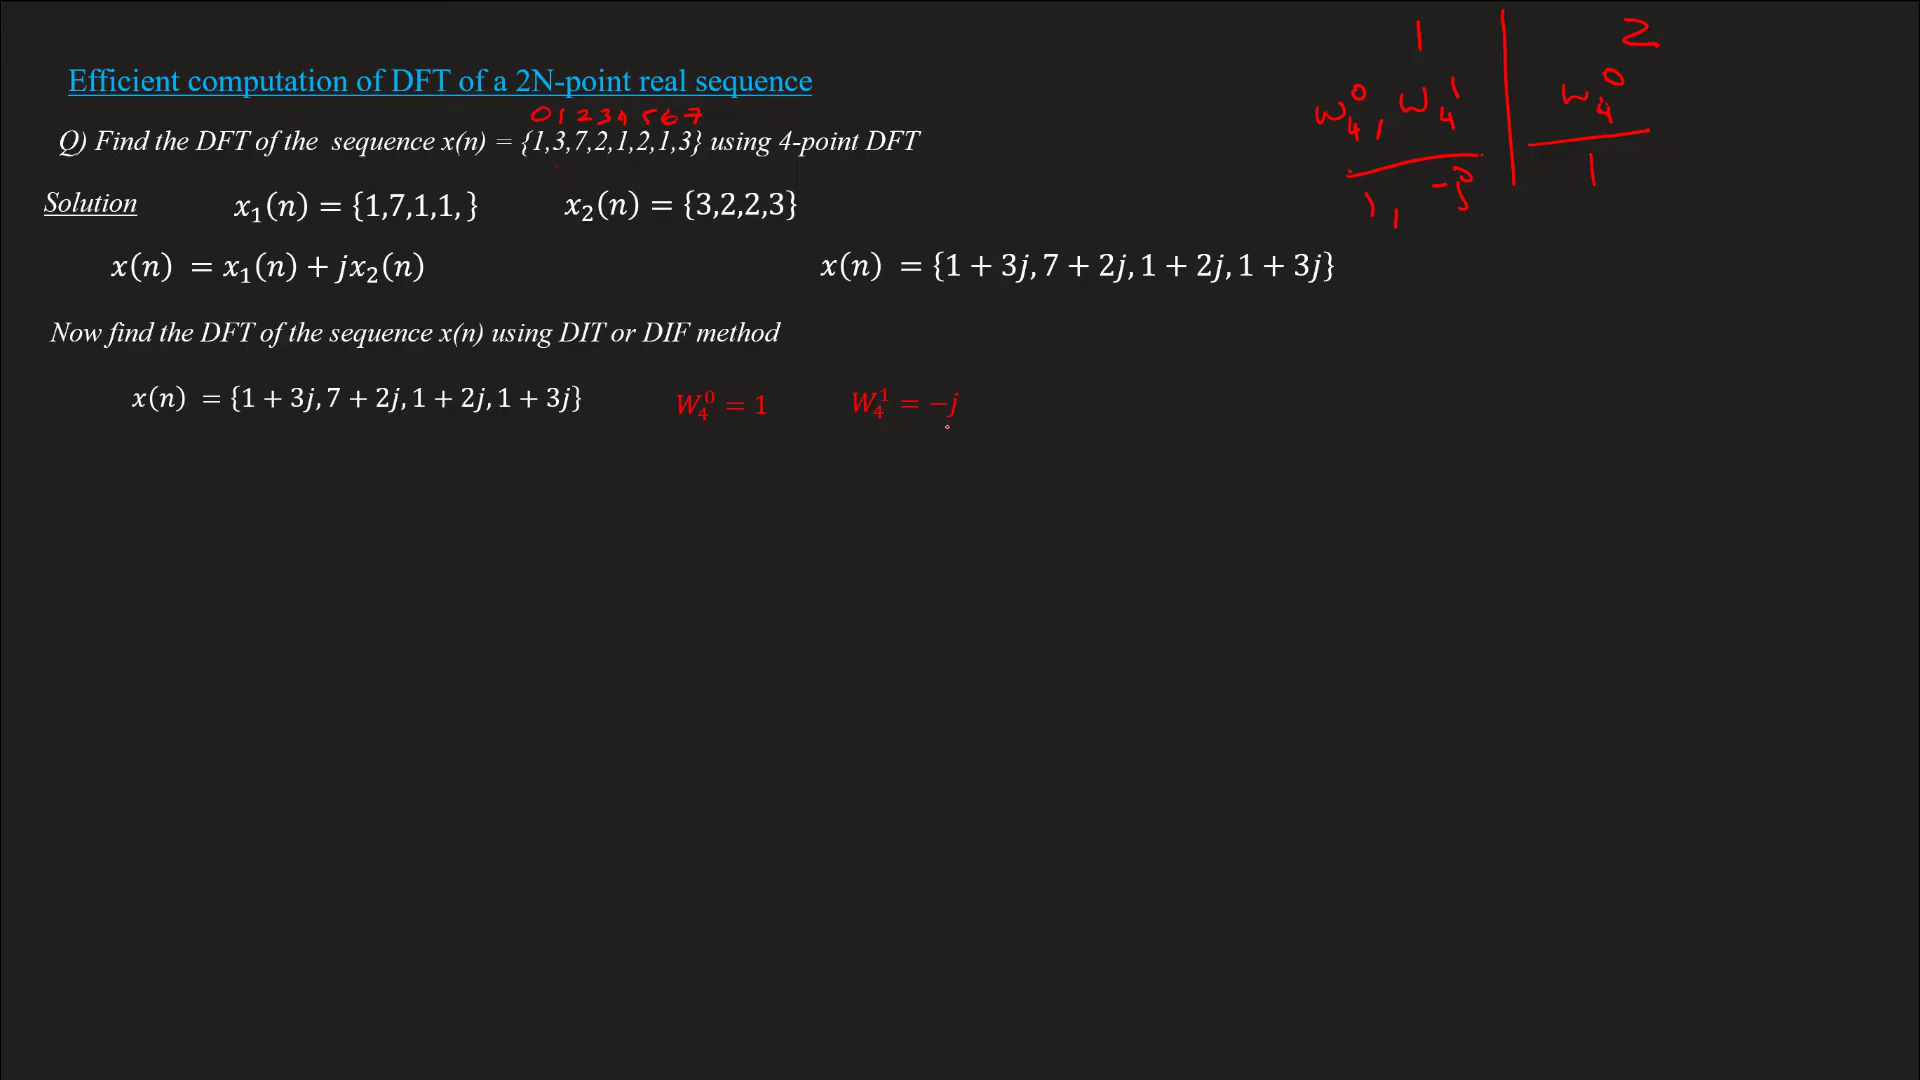 Efficient computation of DFT of a 2N-point real sequence
0 1 2 3 4 5 6 7
Q) Find the DFT of the  sequence x(n) = {1,3,7,2,1,2,1,3} using 4-point DFT
Solution x₁(n) = {1,7,1,1, } x₂(n) = {3,2,2,3}
x(n) = x₁(n) + jx₂(n) x(n) = {1 + 3j, 7 + 2j, 1 + 2j, 1 + 3j}
Now find the DFT of the sequence x(n) using DIT or DIF method
x(n) = {1 + 3j, 7 + 2j, 1 + 2j, 1 + 3j} W₄⁰ = 1 W₄¹ = −j
1
W₄⁰, W₄¹
1, -j
2
W₄⁰
1